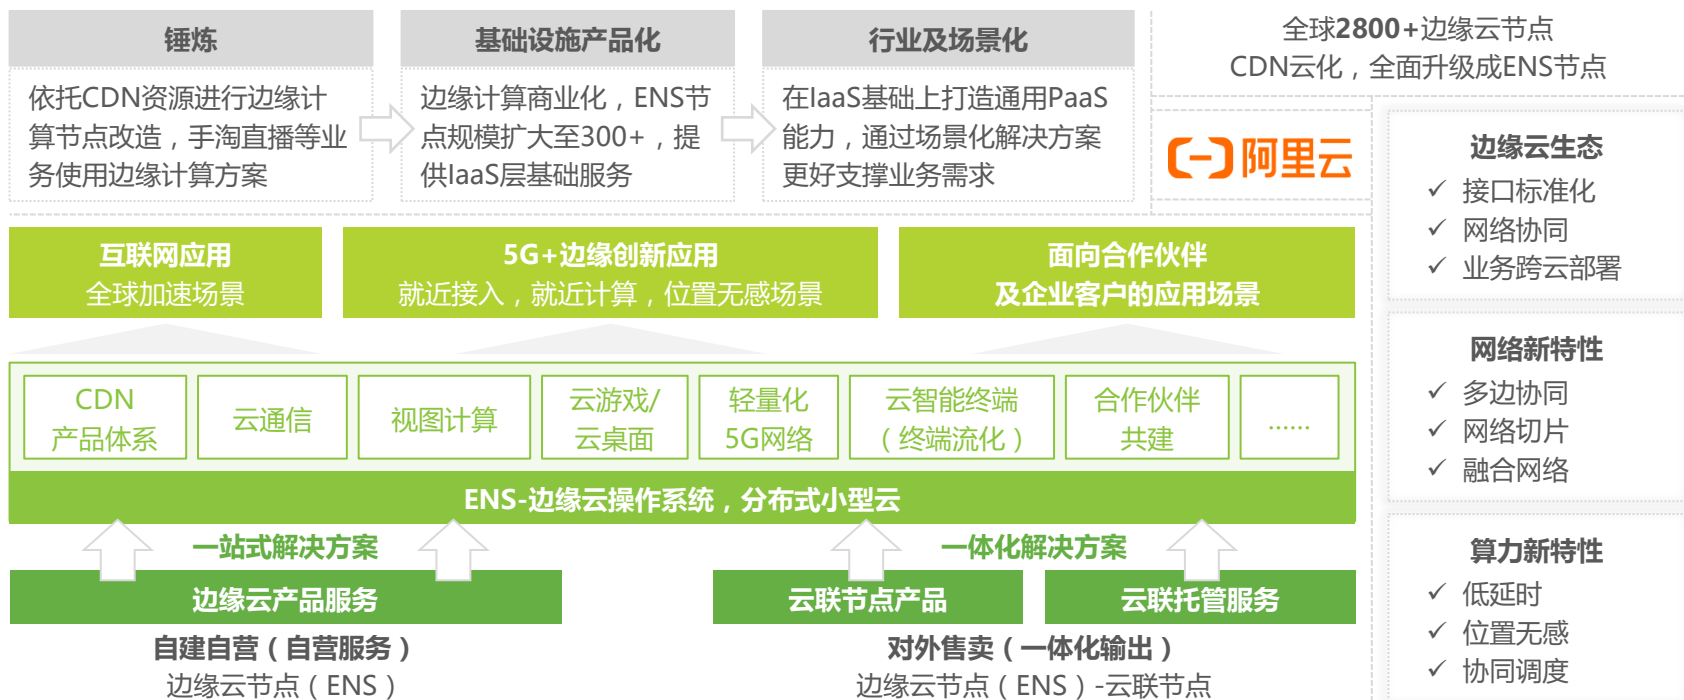 锤炼
依托CDN资源进行边缘计
算节点改造，手淘直播等业
务使用边缘计算方案
基础设施产品化
边缘计算商业化，ENS节
点规模扩大至300+，提
供IaaS层基础服务
行业及场景化
在IaaS基础上打造通用PaaS
能力，通过场景化解决方案
更好支撑业务需求
全球2800+边缘云节点
CDN云化，全面升级成ENS节点
阿里云
互联网应用
全球加速场景
5G+边缘创新应用
就近接入，就近计算，位置无感场景
面向合作伙伴
及企业客户的应用场景
CDN
产品体系
云通信
视图计算
云游戏/
云桌面
轻量化
5G网络
云智能终端
（终端流化）
合作伙伴
共建
......
ENS-边缘云操作系统，分布式小型云
一站式解决方案
一体化解决方案
边缘云产品服务
云联节点产品
云联托管服务
自建自营（自营服务）
边缘云节点（ENS）
对外售卖（一体化输出）
边缘云节点（ENS）-云联节点
边缘云生态
✓ 接口标准化
✓ 网络协同
✓ 业务跨云部署
网络新特性
✓ 多边协同
✓ 网络切片
✓ 融合网络
算力新特性
✓ 低延时
✓ 位置无感
✓ 协同调度